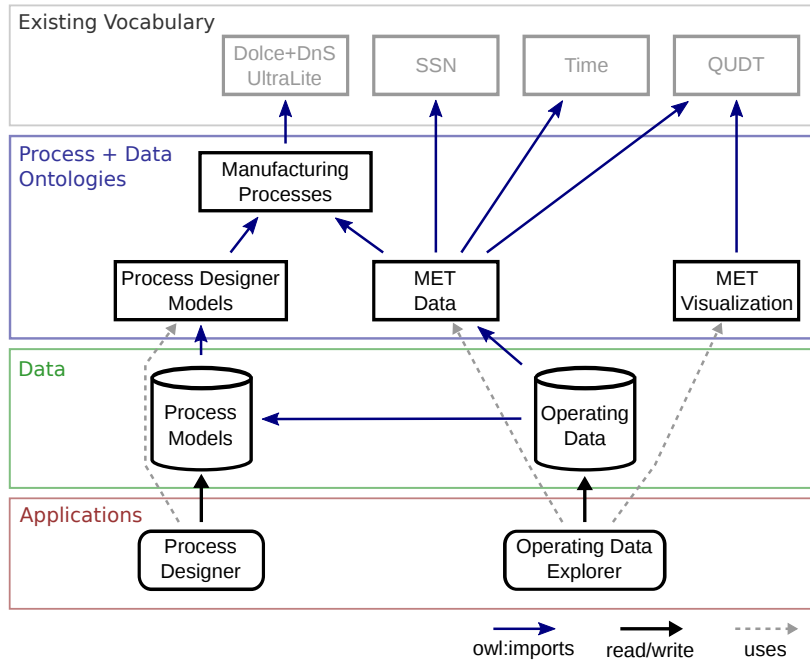 Existing Vocabulary
Dolce+DnS
UltraLite
SSN
Time
QUDT
Process + Data
Ontologies
Manufacturing
Processes
Process Designer
Models
MET
Data
MET
Visualization
Data
Process
Models
Operating
Data
Applications
Process
Designer
Operating Data
Explorer
owl:imports
read/write
uses